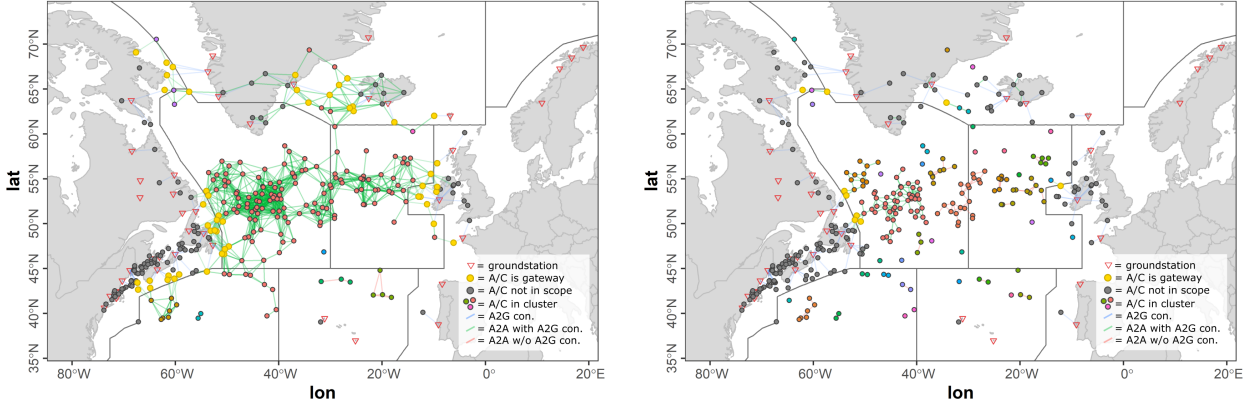 70°N
65°N
60°N
55°N
50°N
45°N
40°N
35°N
lat
80°W
60°W
40°W
20°W
0°
20°E
lon
= groundstation
= A/C is gateway
= A/C not in scope
= A/C in cluster
= A2G con.
= A2A with A2G con.
= A2A w/o A2G con.
70°N
65°N
60°N
55°N
50°N
45°N
40°N
35°N
lat
80°W
60°W
40°W
20°W
0°
20°E
lon
= groundstation
= A/C is gateway
= A/C not in scope
= A/C in cluster
= A2G con.
= A2A with A2G con.
= A2A w/o A2G con.